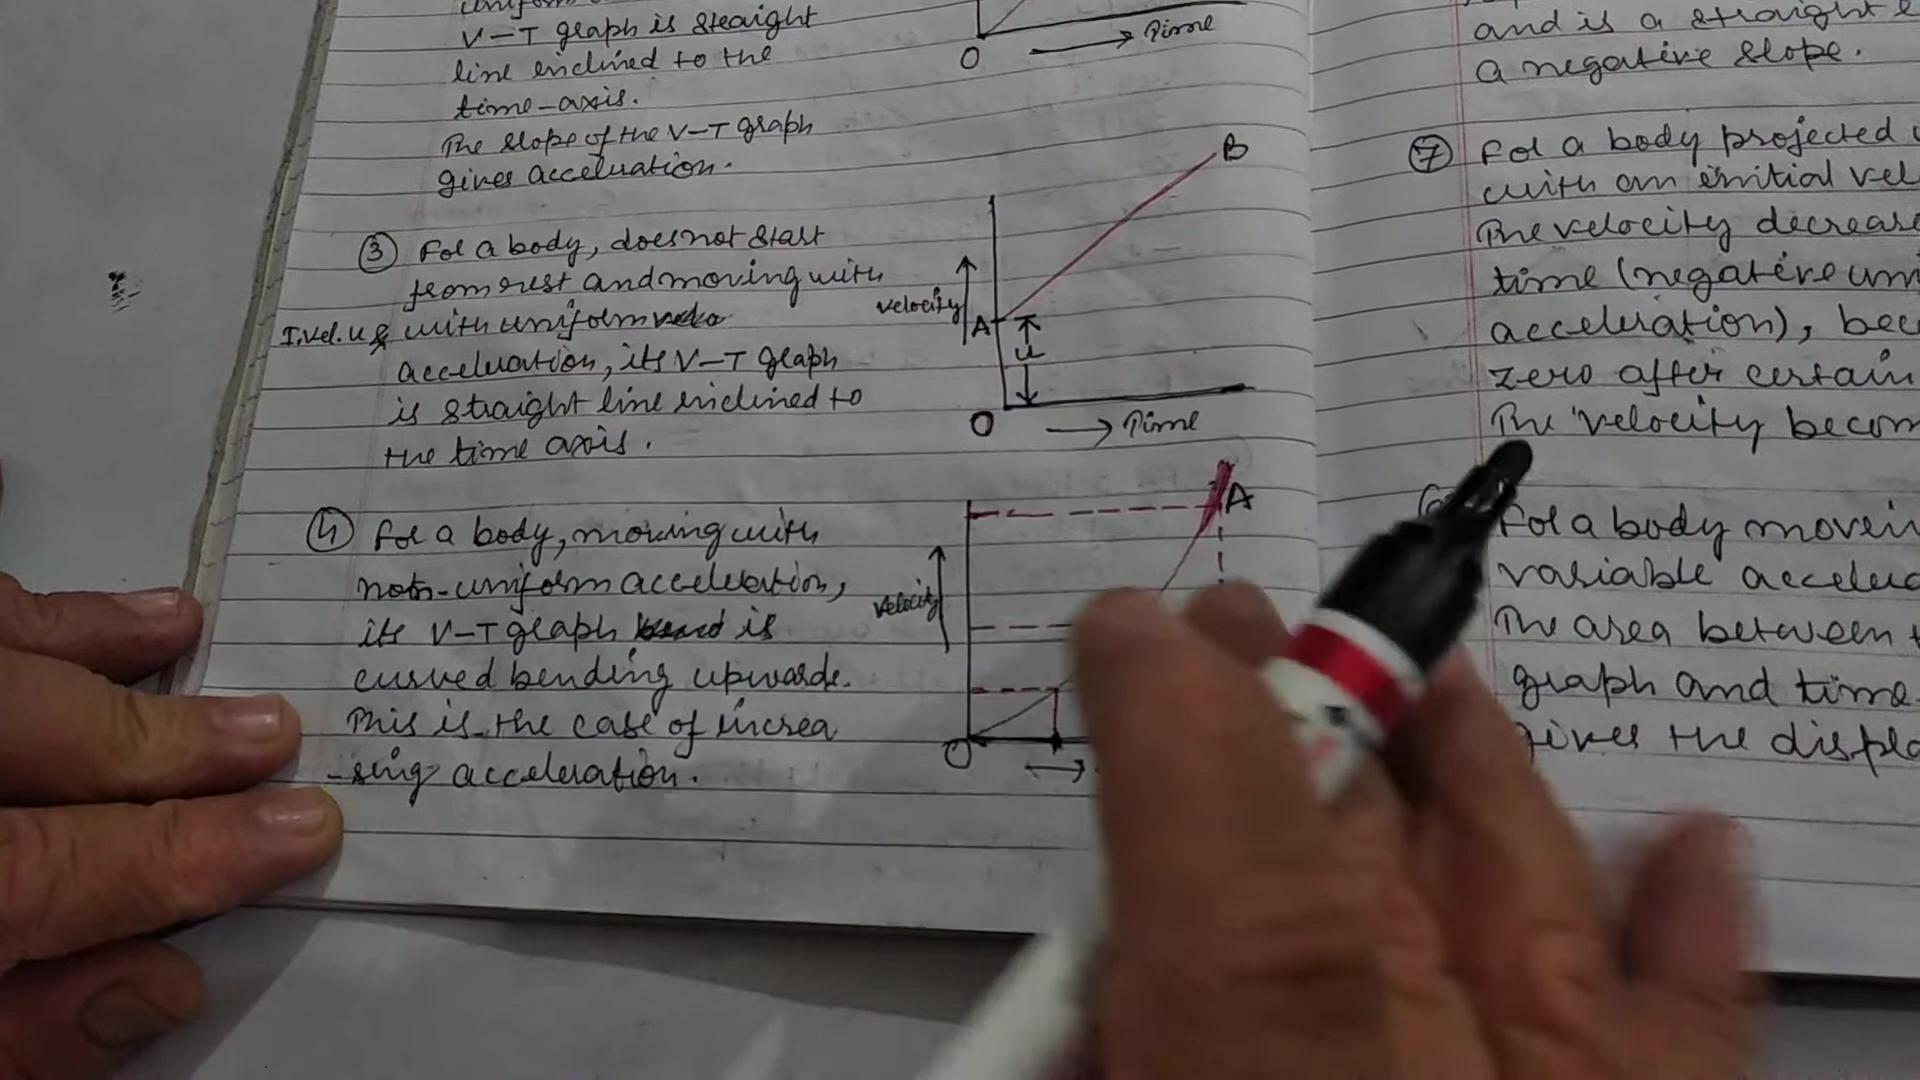 V-T graph is straight
line inclined to the
time-axis.
The slope of the V-T graph
gives acceleration.
O
Time
③ For a body, does not start
from rest and moving with
I.vel. u & with uniform
acceleration, its V-T graph
is straight line inclined to
the time axis.
B
velocity
A
u
O
Time
④ For a body, moving with
non-uniform acceleration,
its V-T graph is
curved bending upwards.
This is the case of increa
-sing acceleration.
A
velocity
O
and is a straight
a negative slope.
⑦ For a body projected
with an initial vel
The velocity decreas
time (negative uni
acceleration), bec
zero after certain
The velocity becom
For a body movein
variable accelera
The area between
graph and time-
gives the displa